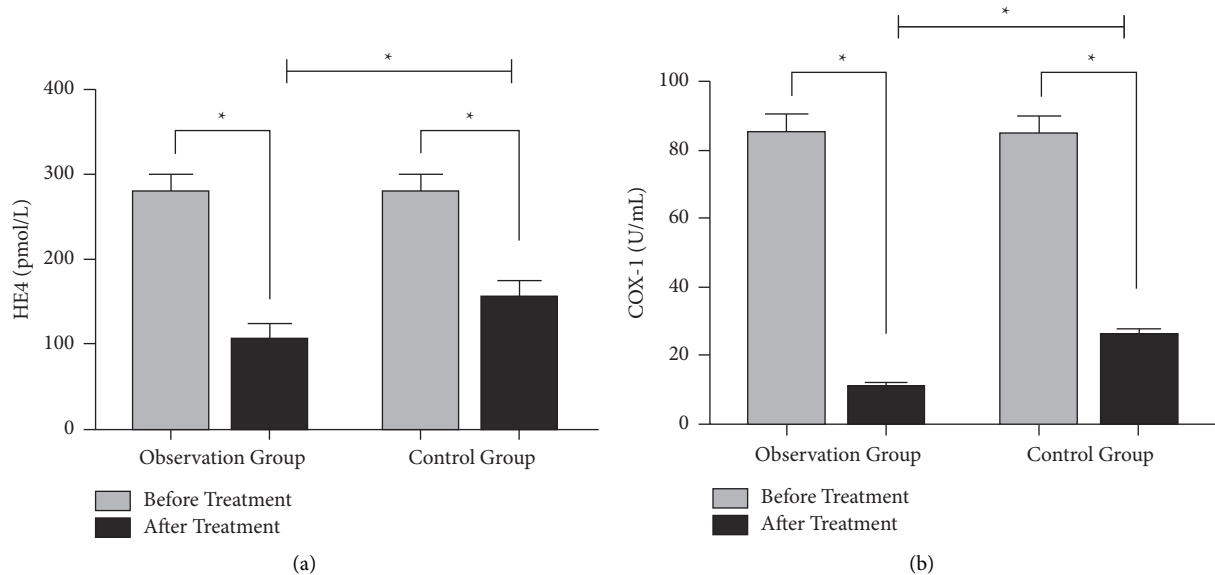 *
*
*
400
300
200
100
0
HE4 (pmol/L)
Observation Group
Control Group
Before Treatment
After Treatment
(a)
*
*
*
100
80
60
40
20
0
COX-1 (U/mL)
Observation Group
Control Group
Before Treatment
After Treatment
(b)